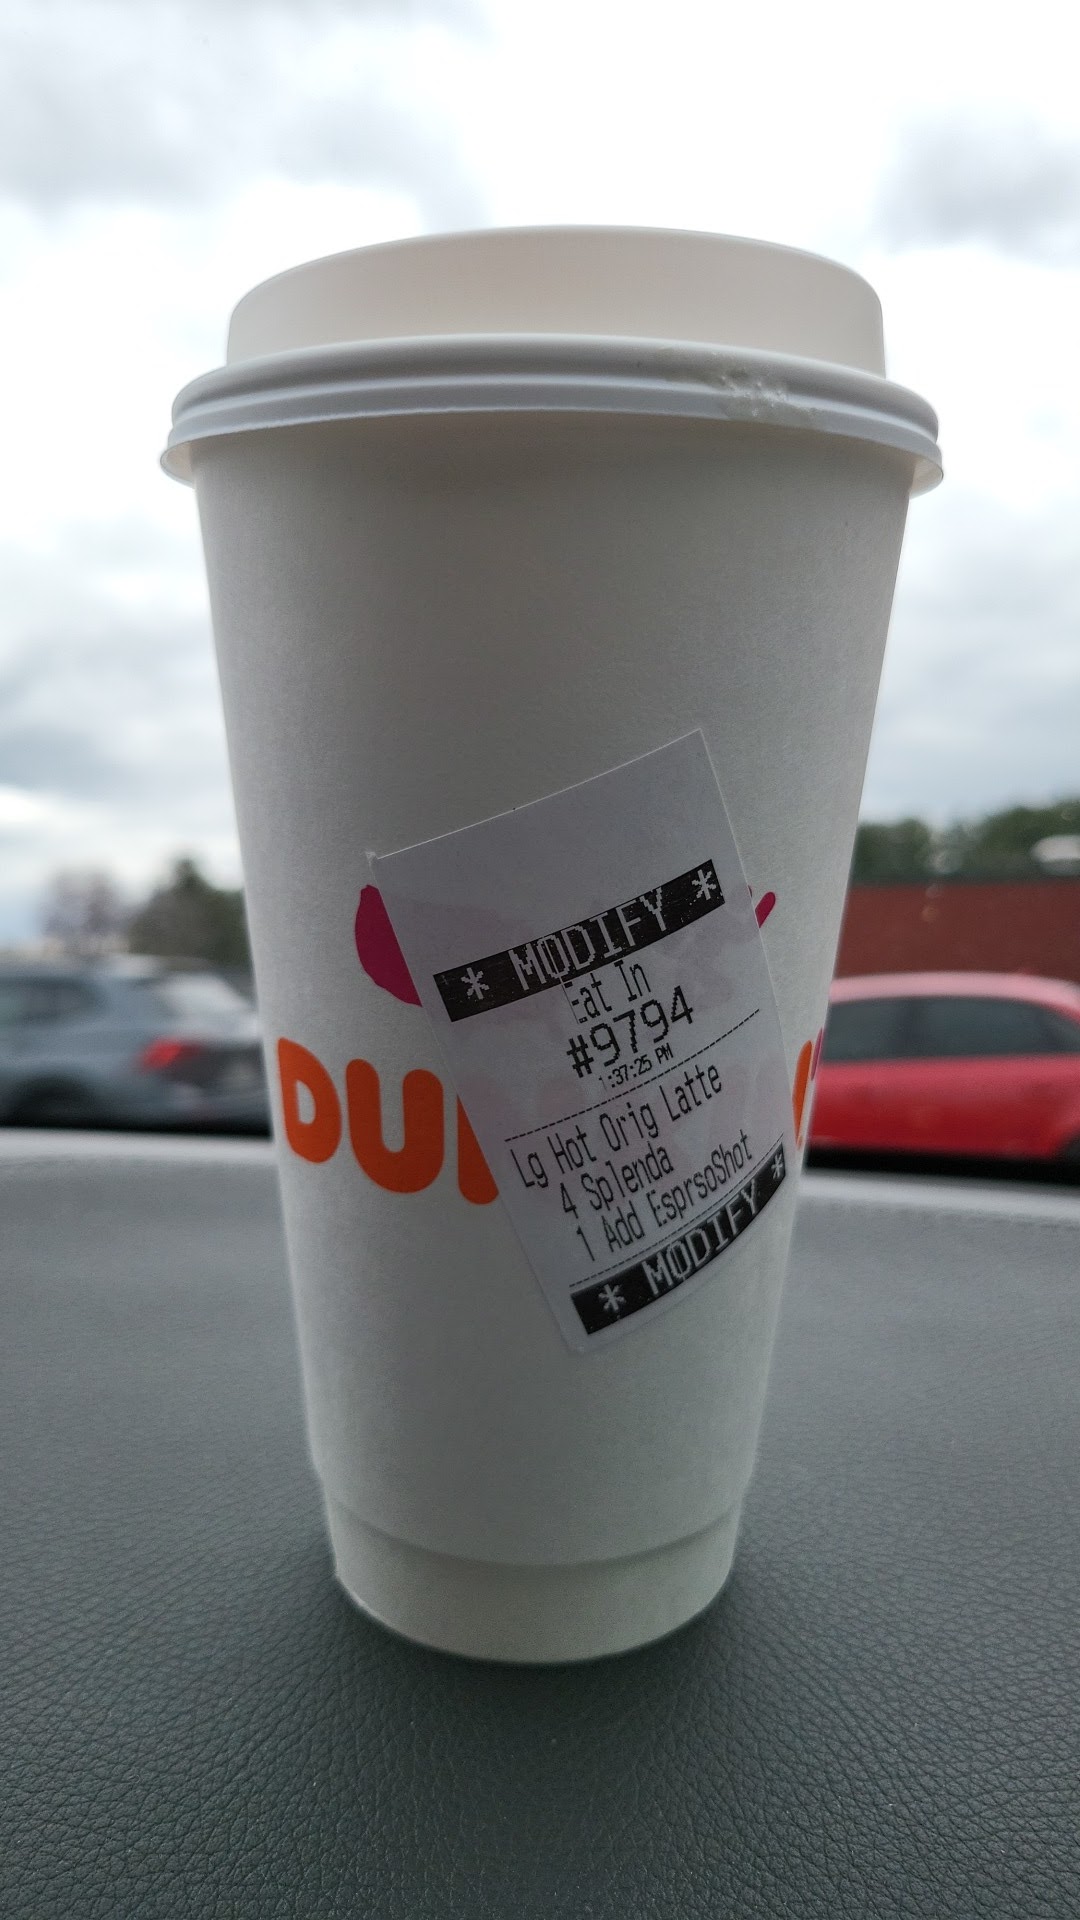 * MODIFY *
Eat In
#9794
1:37:25 PM
Lg Hot Orig Latte
4 Splenda
1 Add EsprsoShot
* MODIFY *
DU